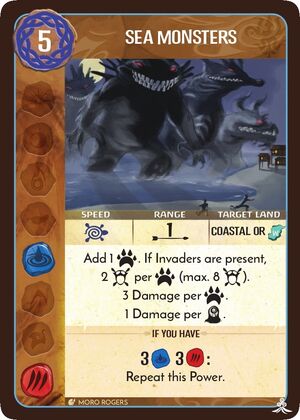 5
SEA MONSTERS
SPEED RANGE TARGET LAND
1 COASTAL OR W
Add 1 . If Invaders are present,
2 per (max. 8 ).
3 Damage per .
1 Damage per .
IF YOU HAVE
3 3 :
Repeat this Power.
MORO ROGERS